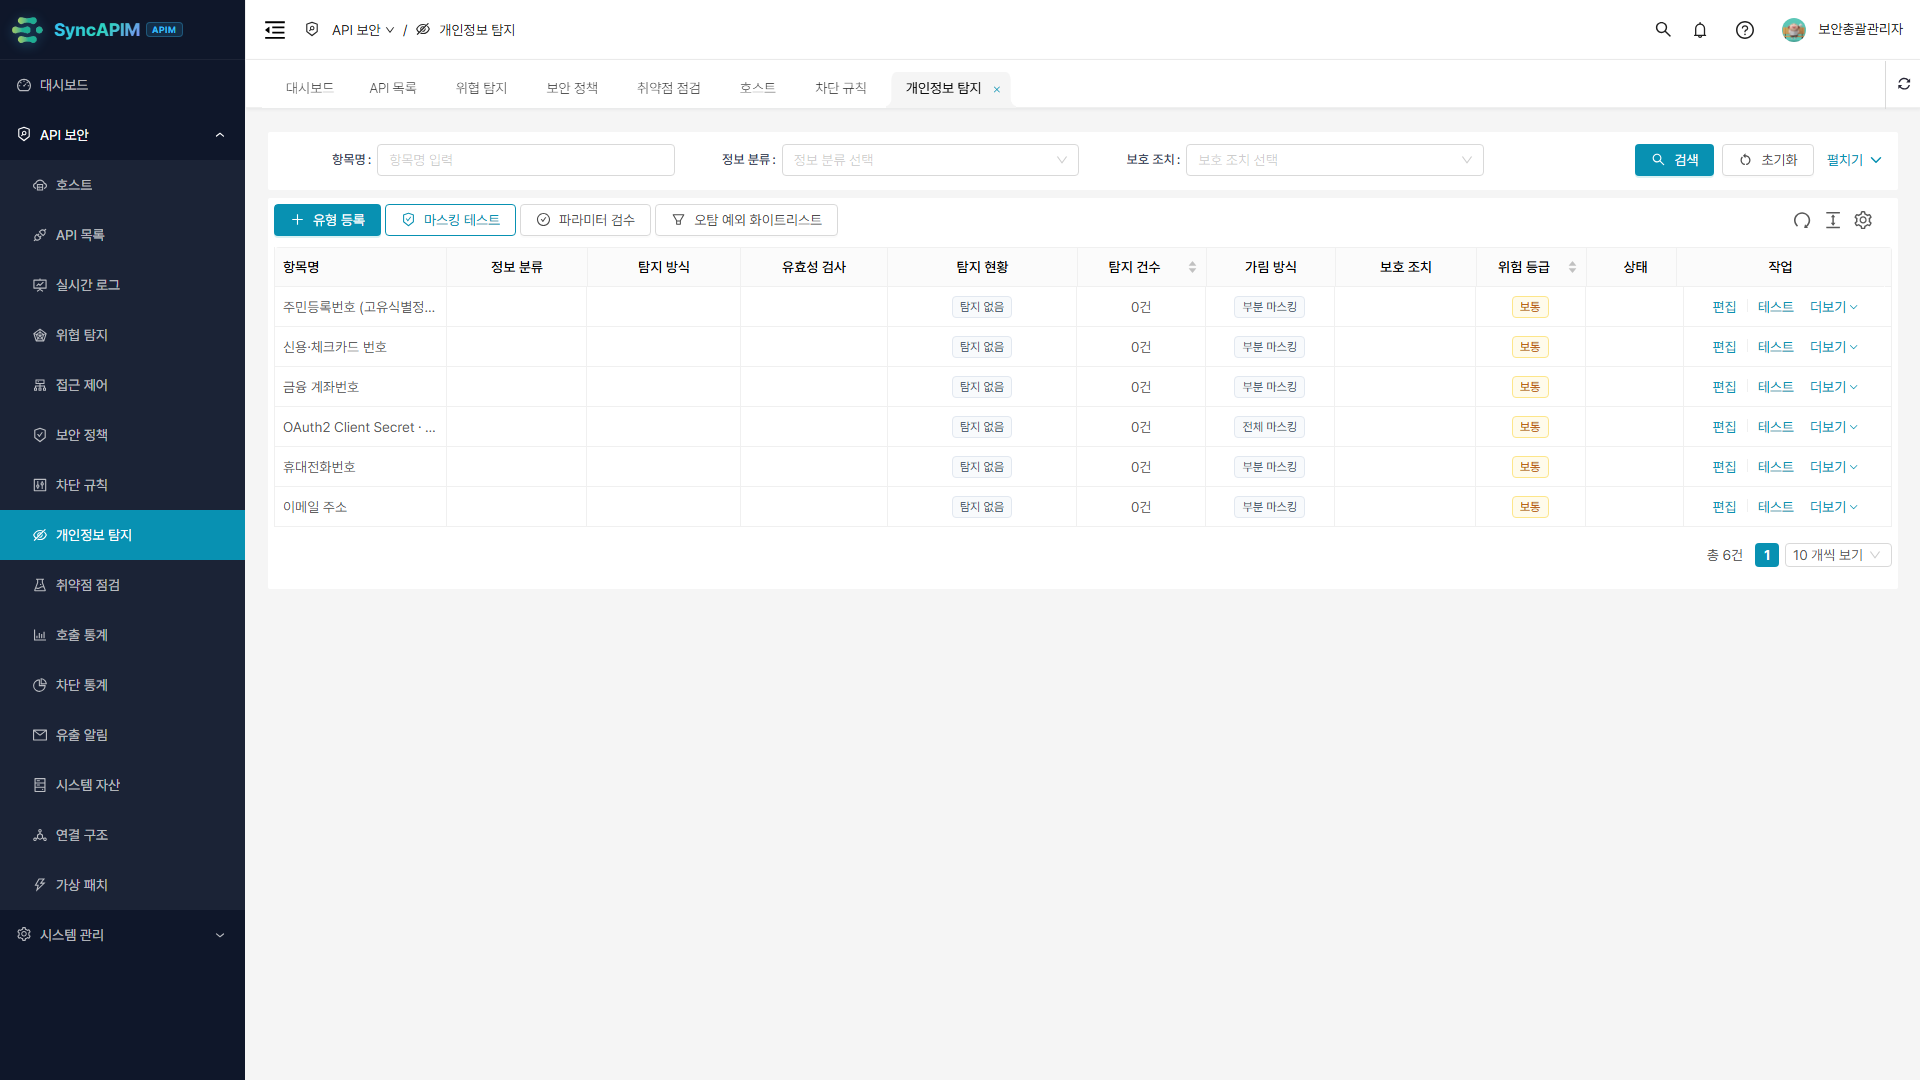 SyncAPIM APIM
대시보드
API 보안
호스트
API 목록
실시간 로그
위협 탐지
접근 제어
보안 정책
차단 규칙
개인정보 탐지
취약점 점검
호출 통계
차단 통계
유출 알림
시스템 자산
연결 구조
가상 패치
시스템 관리
API 보안 / 개인정보 탐지
보안총괄관리자
대시보드 API 목록 위협 탐지 보안 정책 취약점 점검 호스트 차단 규칙 개인정보 탐지 ×
항목명: 항목명 입력 정보 분류: 정보 분류 선택 보호 조치: 보호 조치 선택 검색 초기화 펼치기
유형 등록 마스킹 테스트 파라미터 검수 오탐 예외 화이트리스트
항목명 정보 분류 탐지 방식 유효성 검사 탐지 현황 탐지 건수 가림 방식 보호 조치 위험 등급 상태 작업
주민등록번호 (고유식별정... 탐지 없음 0건 부분 마스킹 보통 편집 테스트 더보기
신용·체크카드 번호 탐지 없음 0건 부분 마스킹 보통 편집 테스트 더보기
금융 계좌번호 탐지 없음 0건 부분 마스킹 보통 편집 테스트 더보기
OAuth2 Client Secret · ... 탐지 없음 0건 전체 마스킹 보통 편집 테스트 더보기
휴대전화번호 탐지 없음 0건 부분 마스킹 보통 편집 테스트 더보기
이메일 주소 탐지 없음 0건 부분 마스킹 보통 편집 테스트 더보기
총 6건 1 10 개씩 보기